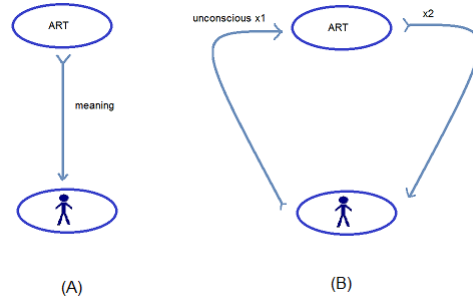 ART
meaning
(A)
unconscious x1
ART
x2
(B)